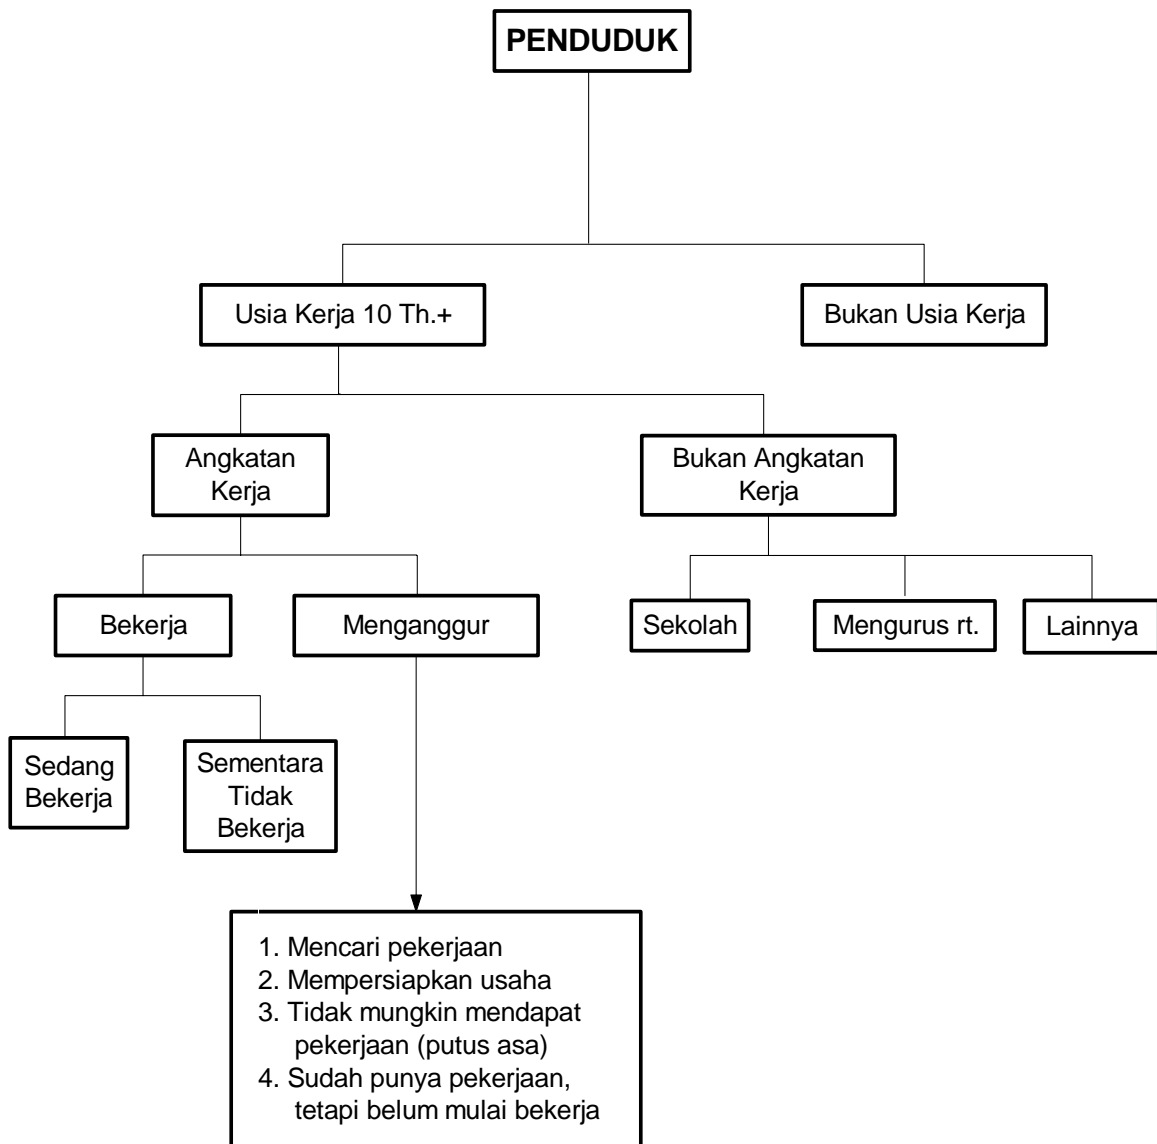 PENDUDUK
Usia Kerja 10 Th.+
Bukan Usia Kerja
Angkatan
Kerja
Bukan Angkatan
Kerja
Bekerja
Menganggur
Sekolah
Mengurus rt.
Lainnya
Sedang
Bekerja
Sementara
Tidak
Bekerja
1. Mencari pekerjaan
2. Mempersiapkan usaha
3. Tidak mungkin mendapat
pekerjaan (putus asa)
4. Sudah punya pekerjaan,
tetapi belum mulai bekerja